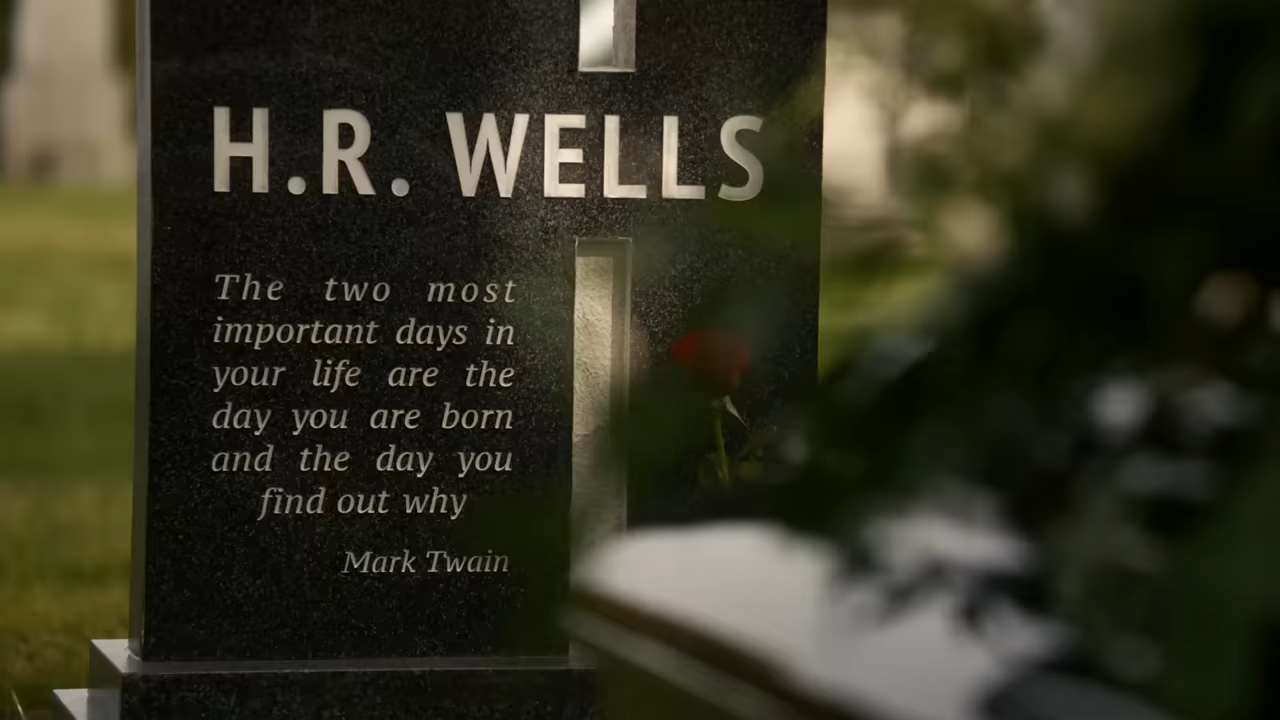 H.R. WELLS
The two most
important days in
your life are the
day you are born
and the day you
find out why
Mark Twain